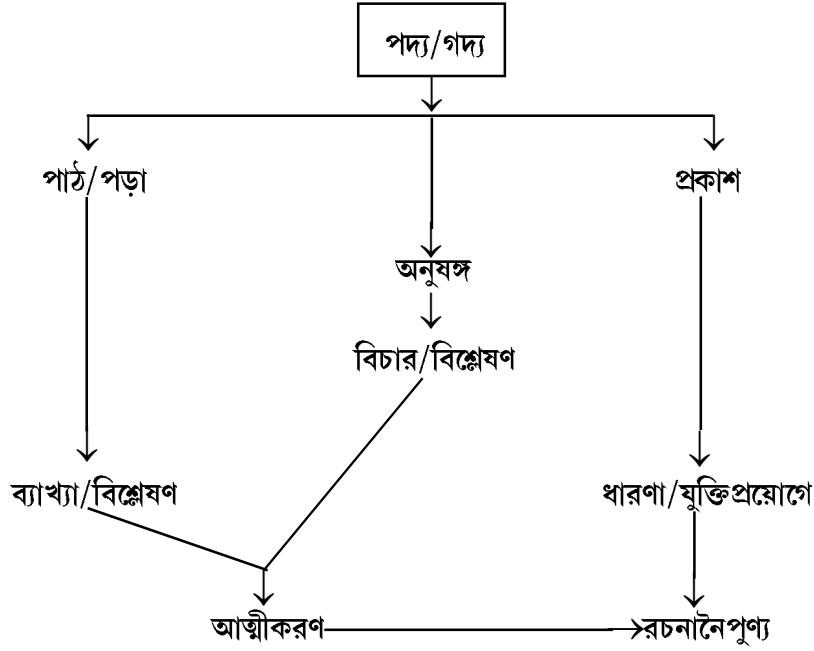 পদ্য/গদ্য
পাঠ/পড়া
প্রকাশ
অনুষঙ্গ
বিচার/বিশ্লেষণ
ব্যাখ্যা/বিশ্লেষণ
ধারণা/যুক্তিপ্রয়োগে
আত্মীকরণ
রচনানৈপুণ্য